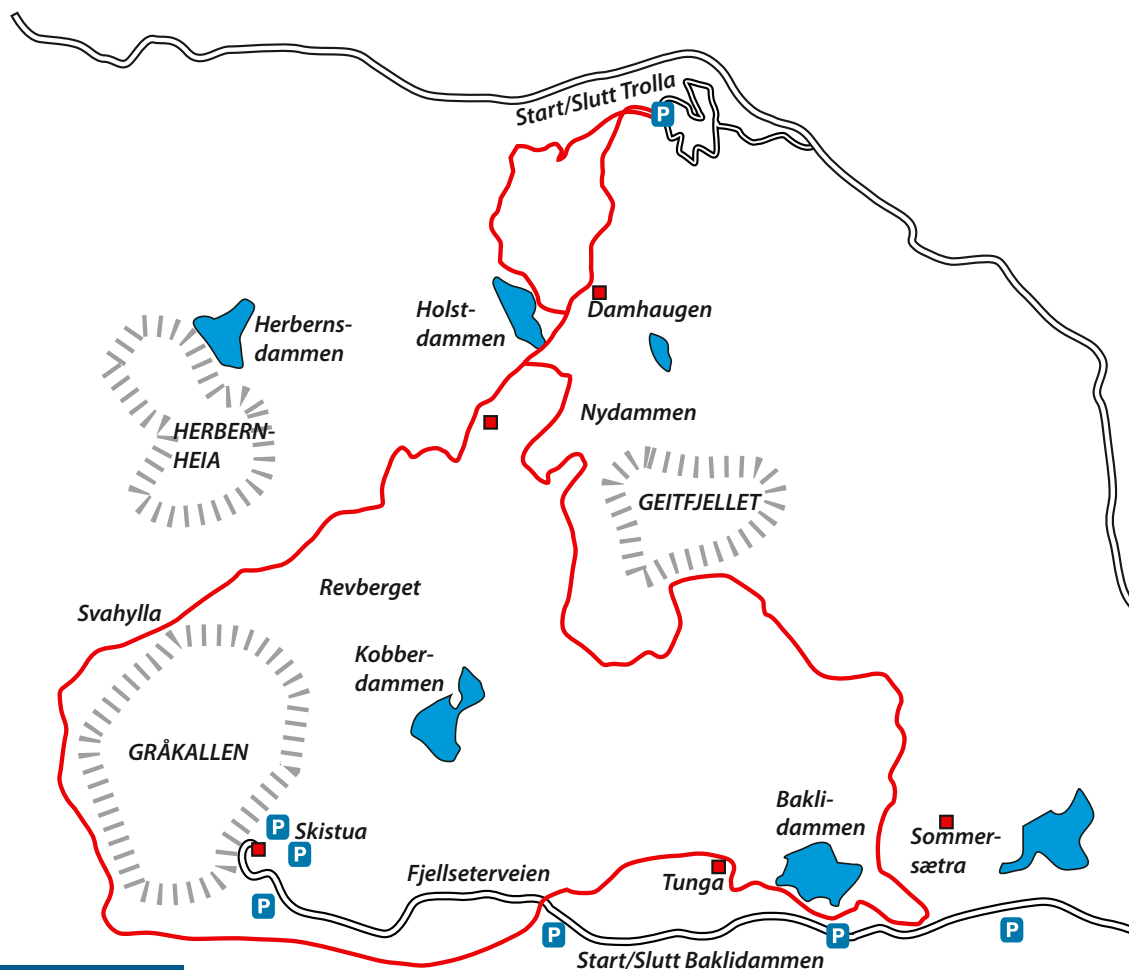 Start/Slutt Trolla
P
Holst-
dammen
Damhaugen
Herberns-
dammen
Nydammen
HERBERN-
HEIA
GEITFJELLET
Revberget
Svahylla
Kobber-
dammen
GRÅKALLEN
Bakli-
dammen
P
Skistua
P
Sommer-
sætra
Fjellseterveien
Tunga
P
P
P
P
Start/Slutt Baklidammen